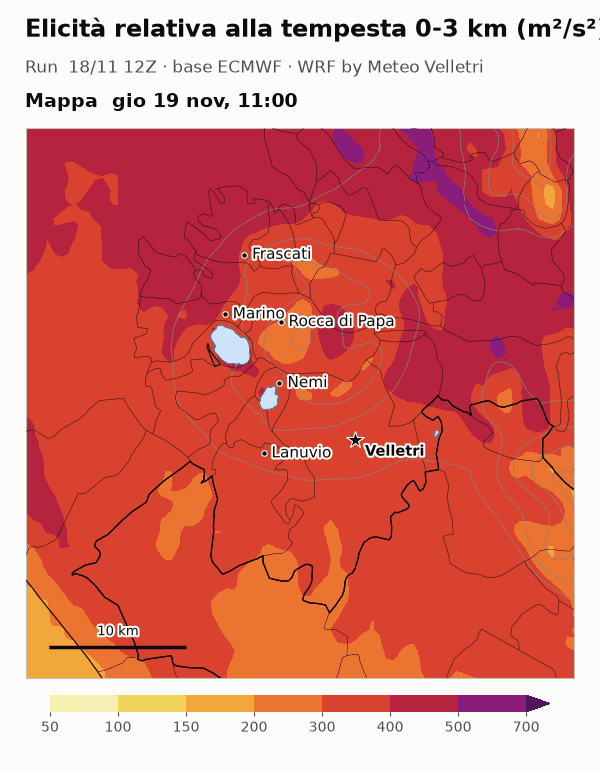 Elicità relativa alla tempesta 0-3 km (m²/s²)
Run 18/11 12Z · base ECMWF · WRF by Meteo Velletri
Mappa gio 19 nov, 11:00
Frascati
Marino
Rocca di Papa
Nemi
Velletri
Lanuvio
10 km
50 100 150 200 300 400 500 700